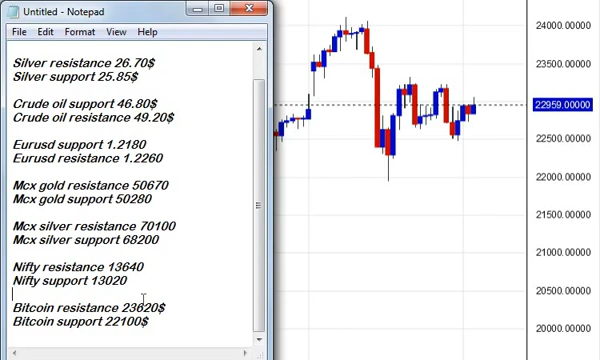 Untitled - Notepad
File Edit Format View Help
Silver resistance 26.70$
Silver support 25.85$
Crude oil support 46.80$
Crude oil resistance 49.20$
Eurusd support 1.2180
Eurusd resistance 1.2260
Mcx gold resistance 50670
Mcx gold support 50280
Mcx silver resistance 70100
Mcx silver support 68200
Nifty resistance 13640
Nifty support 13020
Bitcoin resistance 23620$
Bitcoin support 22100$
24000.00000
23500.00000
22959.00000
22500.00000
22000.00000
21500.00000
21000.00000
20500.00000
20000.00000